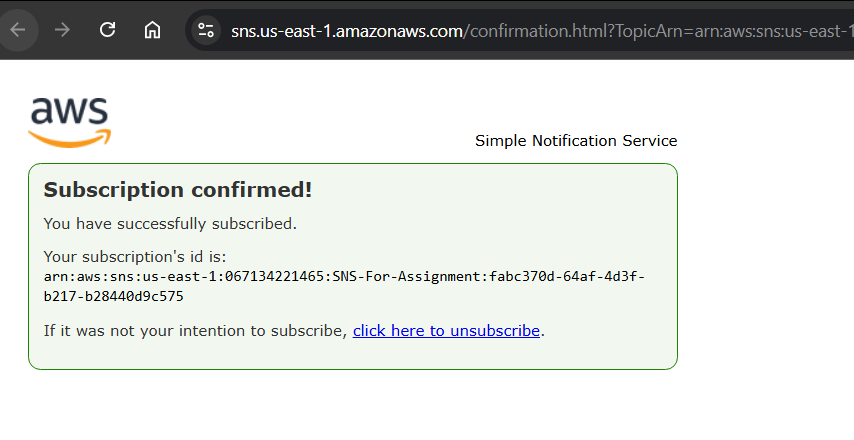 sns.us-east-1.amazonaws.com/confirmation.html?TopicArn=arn:aws:sns:us-east-1
aws
Simple Notification Service
Subscription confirmed!
You have successfully subscribed.
Your subscription's id is:
arn:aws:sns:us-east-1:067134221465:SNS-For-Assignment:fabc370d-64af-4d3f-
b217-b28440d9c575
If it was not your intention to subscribe, click here to unsubscribe.